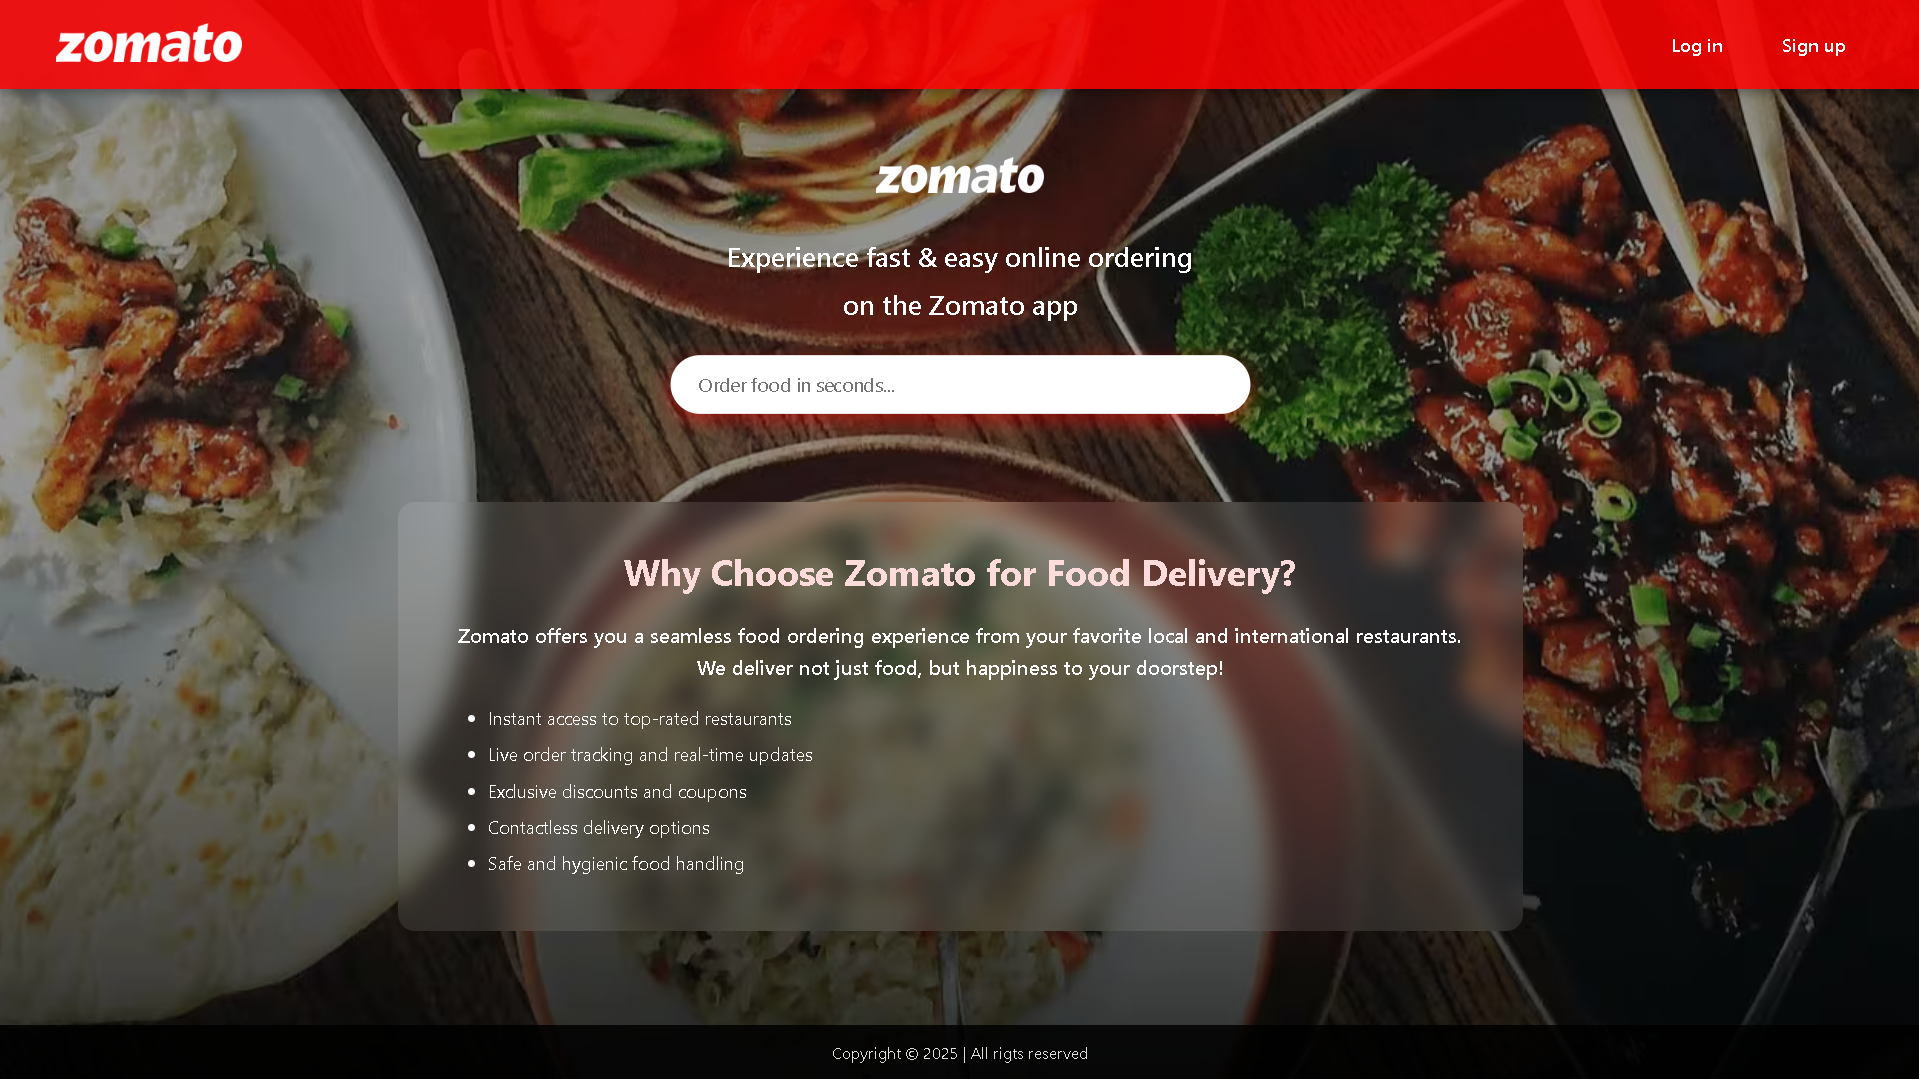 zomato
Log in
Sign up
zomato
Experience fast & easy online ordering
on the Zomato app
Order food in seconds...
Why Choose Zomato for Food Delivery?
Zomato offers you a seamless food ordering experience from your favorite local and international restaurants.
We deliver not just food, but happiness to your doorstep!
• Instant access to top-rated restaurants
• Live order tracking and real-time updates
• Exclusive discounts and coupons
• Contactless delivery options
• Safe and hygienic food handling
Copyright © 2025 | All rigts reserved